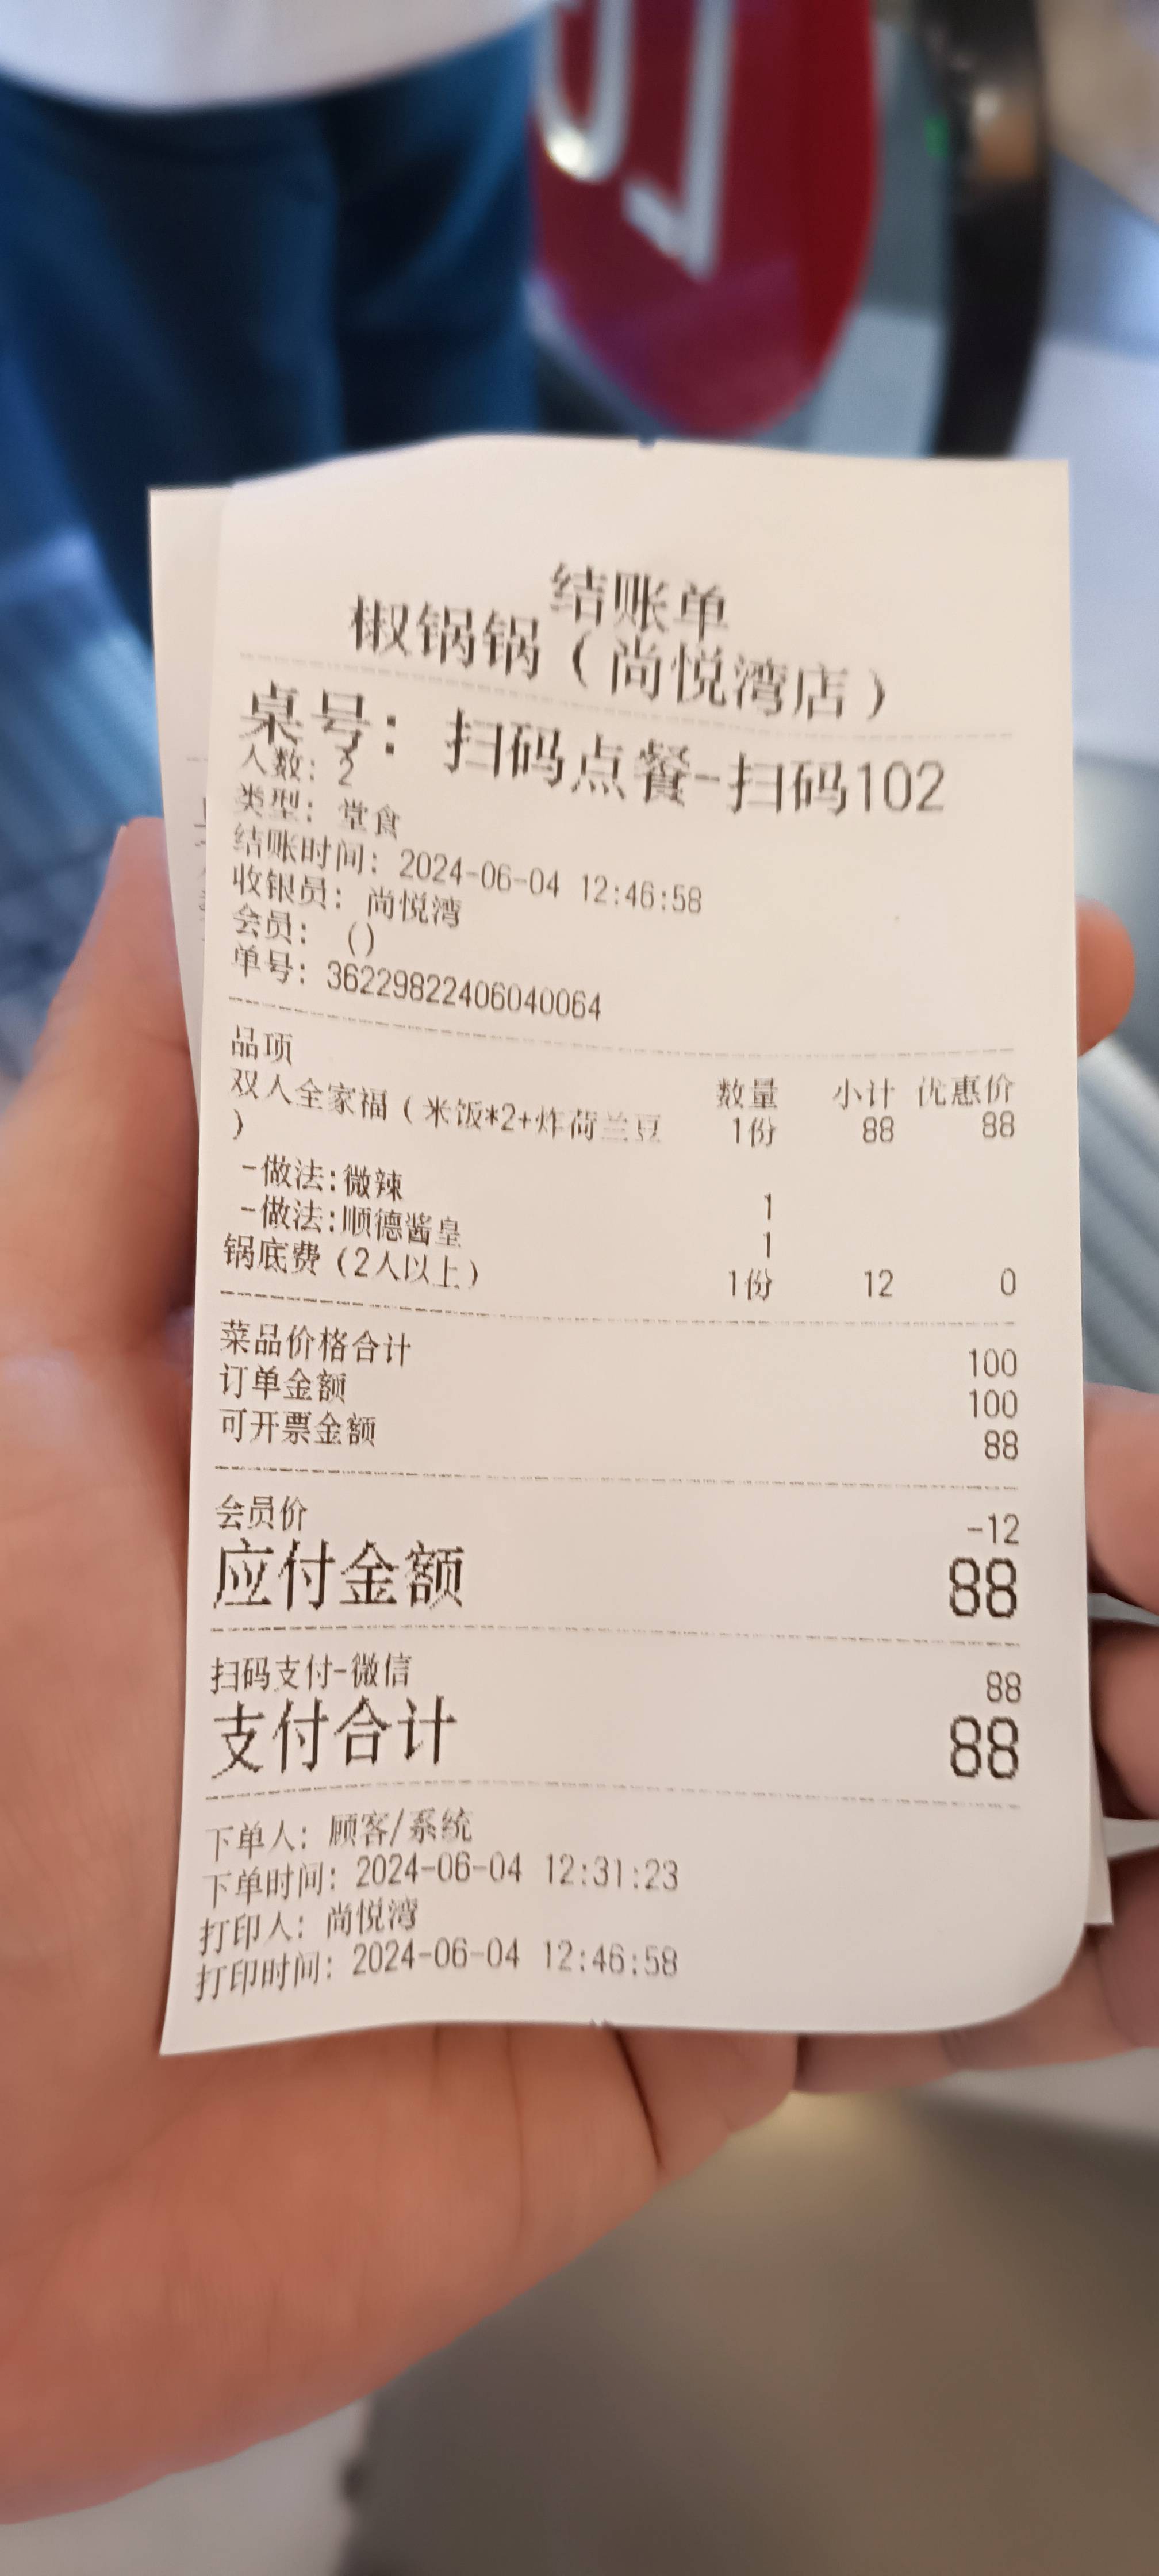 结账单
椒锅锅（尚悦湾店）
桌号：扫码点餐-扫码102
人数：2
类型：堂食
结账时间：2024-06-04 12:46:58
收银员：尚悦湾
会员：()
单号：36229822406040064
品项 数量 小计 优惠价
双人全家福（米饭*2+炸荷兰豆 1份 88 88
）
-做法:微辣 1
-做法:顺德酱皇 1
锅底费（2人以上） 1份 12 0
菜品价格合计 100
订单金额 100
可开票金额 88
会员价 -12
应付金额 88
扫码支付-微信 88
支付合计 88
下单人：顾客/系统
下单时间：2024-06-04 12:31:23
打印人：尚悦湾
打印时间：2024-06-04 12:46:58